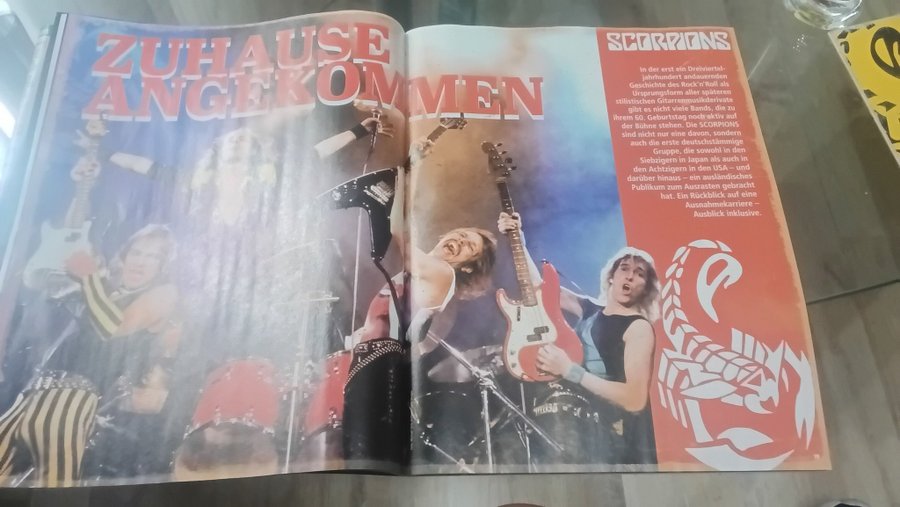 ZUHAUSE
ANGEKOMMEN
SCORPIONS
In der erst ein Dreiviertel-
jahrhundert andauernden
Geschichte des Rock'n'Roll als
Ursprungsform aller späteren
stilistischen Gitarrenmusikderivate
gibt es nicht viele Bands, die zu
ihrem 60. Geburtstag noch aktiv auf
der Bühne stehen. Die SCORPIONS
sind nicht nur eine davon, sondern
auch die erste deutschstämmige
Gruppe, die sowohl in den
Siebzigern in Japan als auch in
den Achtzigern in den USA – und
darüber hinaus – ein ausländisches
Publikum zum Ausrasten gebracht
hat. Ein Rückblick auf eine
Ausnahmekarriere –
Ausblick inklusive.